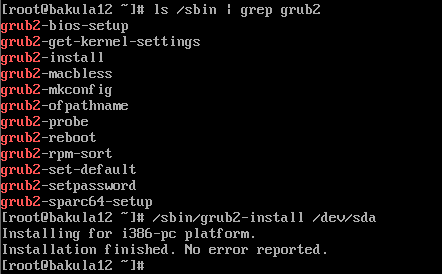 [root@bakula12 ~]# ls /sbin | grep grub2
grub2-bios-setup
grub2-get-kernel-settings
grub2-install
grub2-macbless
grub2-mkconfig
grub2-ofpathname
grub2-probe
grub2-reboot
grub2-rpm-sort
grub2-set-default
grub2-setpassword
grub2-sparc64-setup
[root@bakula12 ~]# /sbin/grub2-install /dev/sda
Installing for i386-pc platform.
Installation finished. No error reported.
[root@bakula12 ~]#